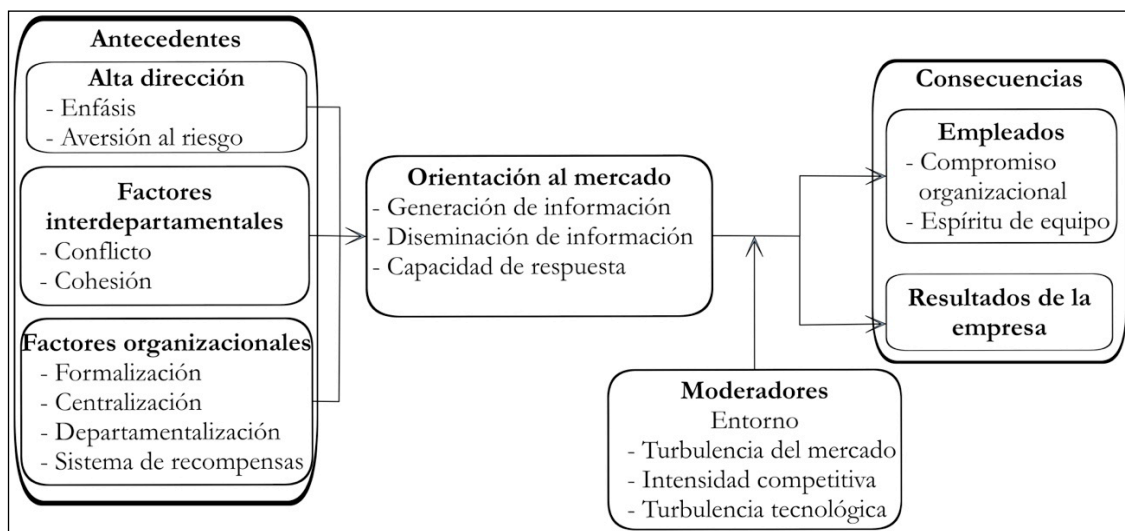 Antecedentes
Alta dirección
- Enfásis
- Aversión al riesgo
Factores
interdepartamentales
- Conflicto
- Cohesión
Factores organizacionales
- Formalización
- Centralización
- Departamentalización
- Sistema de recompensas
Orientación al mercado
- Generación de información
- Diseminación de información
- Capacidad de respuesta
Moderadores
Entorno
- Turbulencia del mercado
- Intensidad competitiva
- Turbulencia tecnológica
Consecuencias
Empleados
- Compromiso
organizacional
- Espíritu de equipo
Resultados de la
empresa